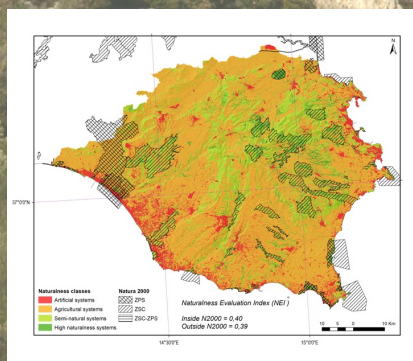 N
37°0'0"N
Naturalness classes
Artificial systems
Agricultural systems
Semi-natural systems
High naturalness systems
Natura 2000
ZPS
ZSC
ZSC-ZPS
Naturalness Evaluation Index (NEI )
Inside N2000 = 0,40
Outside N2000 = 0,39
10 5 0 10 Km
14°30'0"E
15°0'0"E